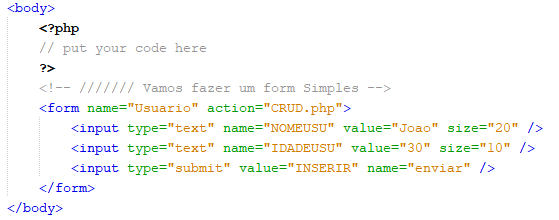 <body>
<?php
// put your code here
?>
<!-- /////// Vamos fazer um form Simples -->
<form name="Usuario" action="CRUD.php">
<input type="text" name="NOMEUSU" value="Joao" size="20" />
<input type="text" name="IDADEUSU" value="30" size="10" />
<input type="submit" value="INSERIR" name="enviar" />
</form>
</body>